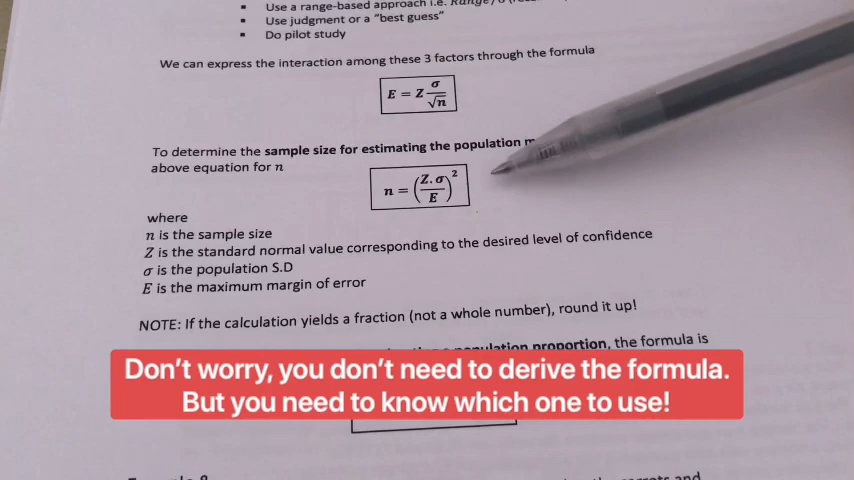 Use a range-based approach i.e. Range/6
Use judgment or a "best guess"
Do pilot study
We can express the interaction among these 3 factors through the formula
E = Z σ/√n
To determine the sample size for estimating the population
above equation for n
n = (Z.σ/E)²
where
n is the sample size
Z is the standard normal value corresponding to the desired level of confidence
σ is the population S.D
E is the maximum margin of error
NOTE: If the calculation yields a fraction (not a whole number), round it up!
population proportion, the formula is
Don't worry, you don't need to derive the formula.
But you need to know which one to use!